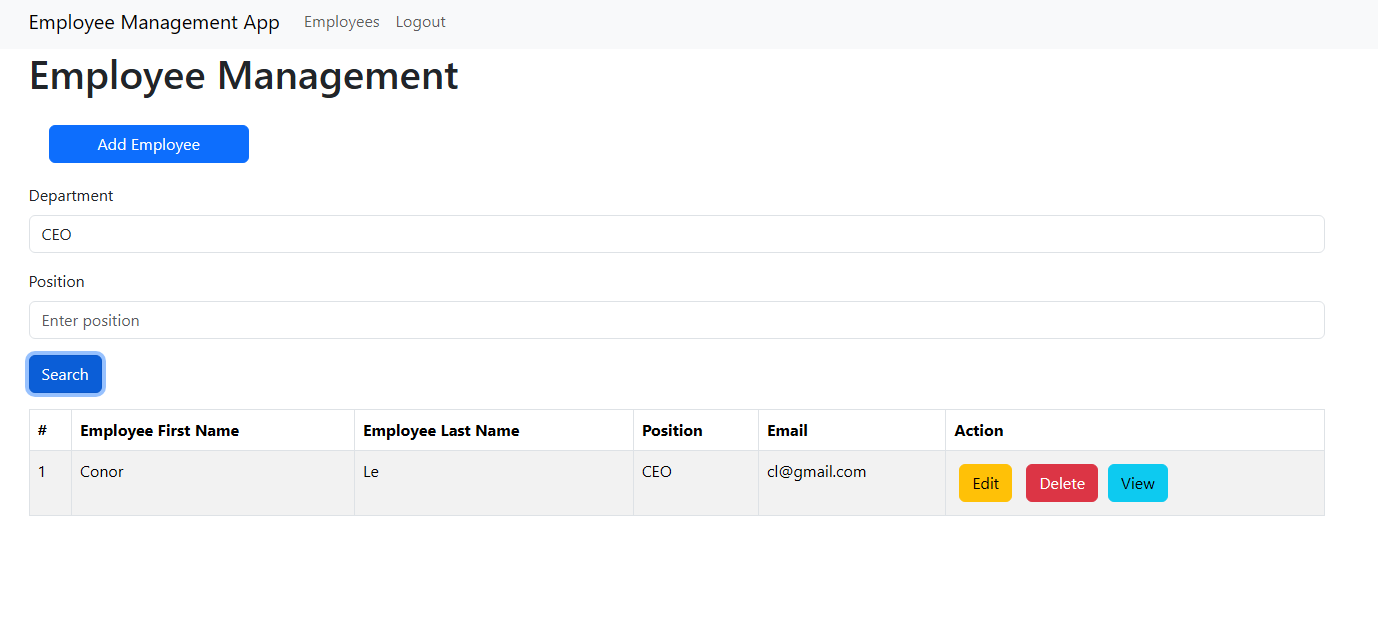 Employee Management App Employees Logout
Employee Management
Add Employee
Department
CEO
Position
Enter position
Search
# Employee First Name Employee Last Name Position Email Action
1 Conor Le CEO cl@gmail.com Edit Delete View